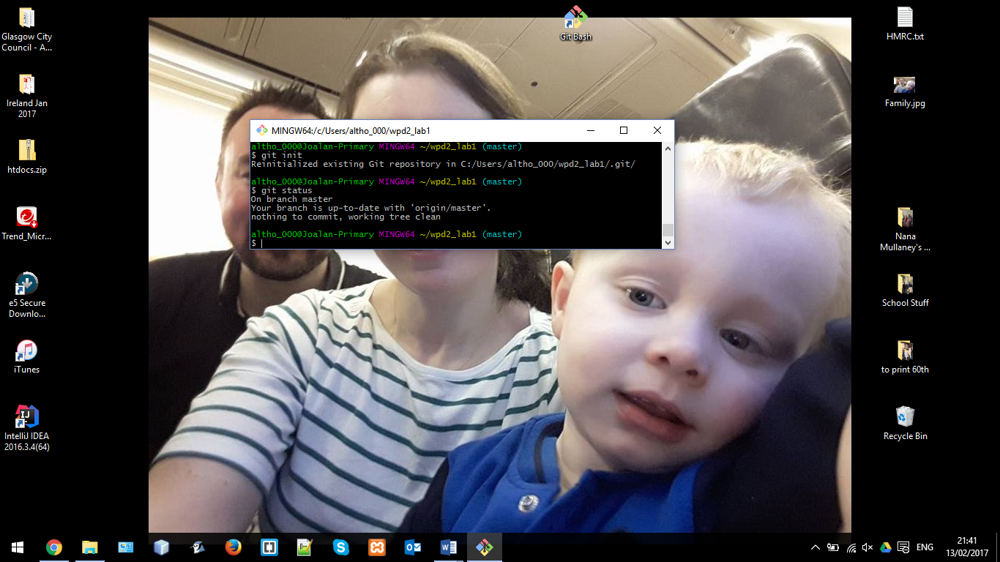 Glasgow City
Council - A...
Ireland Jan
2017
htdocs.zip
Trend_Micr...
e5 Secure
Downlo...
iTunes
IJ
IntelliJ IDEA
2016.3.4(64)
Git Bash
MINGW64:/c/Users/altho_000/wpd2_lab1
altho_000@Joalan-Primary MINGW64 ~/wpd2_lab1 (master)
$ git init
Reinitialized existing Git repository in C:/Users/altho_000/wpd2_lab1/.git/
altho_000@Joalan-Primary MINGW64 ~/wpd2_lab1 (master)
$ git status
On branch master
Your branch is up-to-date with 'origin/master'.
nothing to commit, working tree clean
altho_000@Joalan-Primary MINGW64 ~/wpd2_lab1 (master)
$
HMRC.txt
Family.jpg
Nana
Mullaney's ...
School Stuff
to print 60th
Recycle Bin
ENG
21:41
13/02/2017